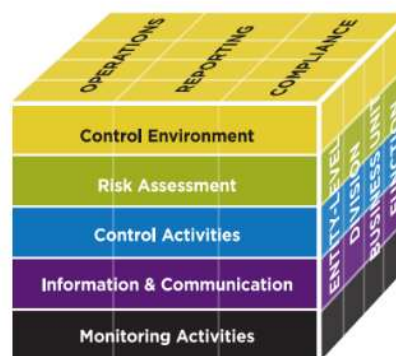 OPERATIONS
REPORTING
COMPLIANCE
Control Environment
Risk Assessment
Control Activities
Information & Communication
Monitoring Activities
ENTITY-LEVEL
DIVISION
BUSINESS UNIT
FUNCTION